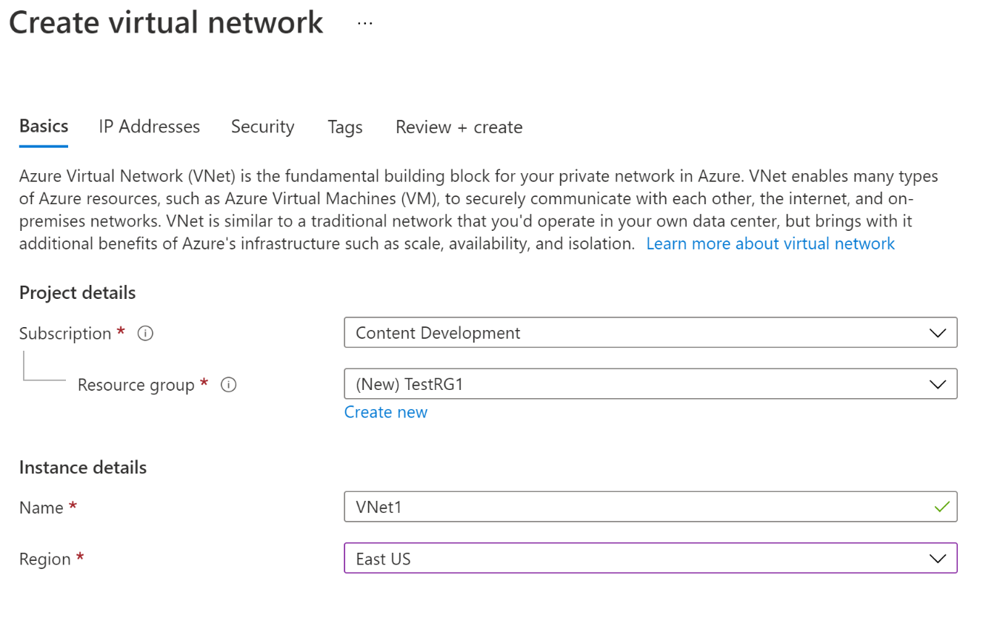 Create virtual network ...
Basics IP Addresses Security Tags Review + create
Azure Virtual Network (VNet) is the fundamental building block for your private network in Azure. VNet enables many types
of Azure resources, such as Azure Virtual Machines (VM), to securely communicate with each other, the internet, and on-
premises networks. VNet is similar to a traditional network that you'd operate in your own data center, but brings with it
additional benefits of Azure's infrastructure such as scale, availability, and isolation. Learn more about virtual network
Project details
Subscription * i Content Development
Resource group * i (New) TestRG1
Create new
Instance details
Name * VNet1
Region * East US